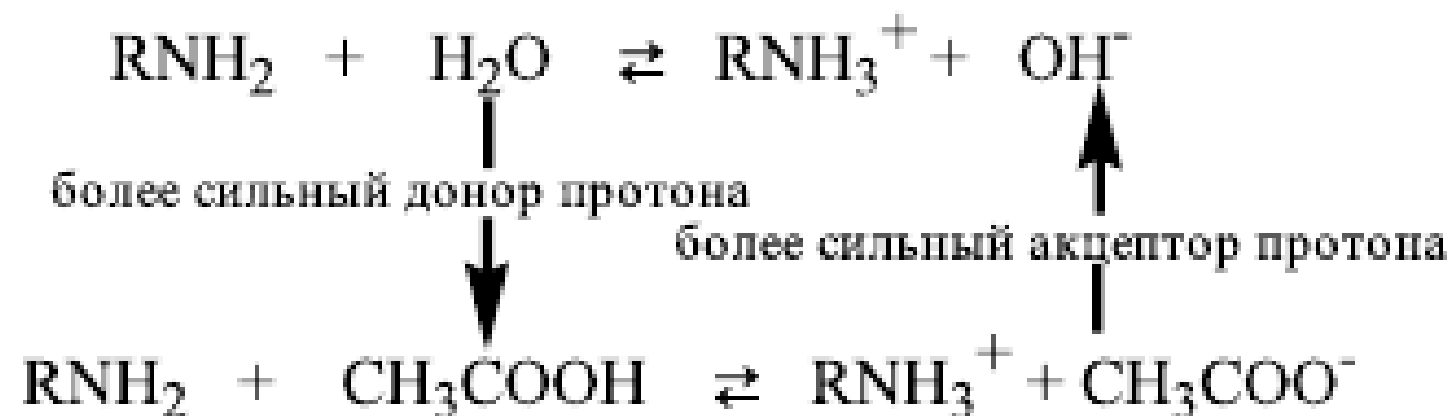 RNH₂ + H₂O ⇄ RNH₃⁺ + OH⁻
более сильный донор протона
более сильный акцептор протона
RNH₂ + CH₃COOH ⇄ RNH₃⁺ + CH₃COO⁻